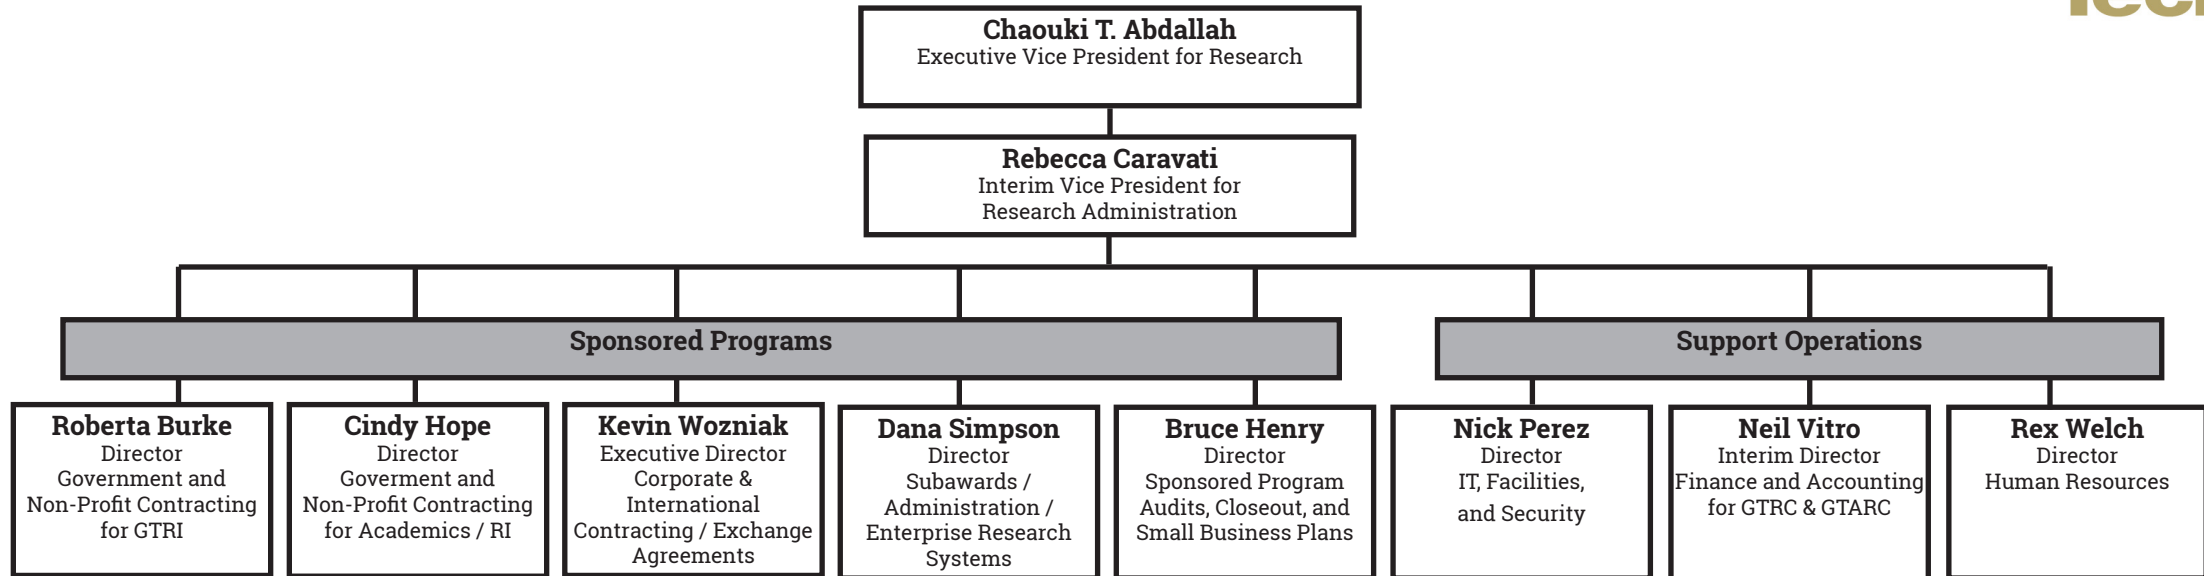 Chaouki T. Abdallah
Executive Vice President for Research
Rebecca Caravati
Interim Vice President for
Research Administration
Sponsored Programs
Support Operations
Roberta Burke
Director
Government and
Non-Profit Contracting
for GTRI
Cindy Hope
Director
Goverment and
Non-Profit Contracting
for Academics / RI
Kevin Wozniak
Executive Director
Corporate &
International
Contracting / Exchange
Agreements
Dana Simpson
Director
Subawards /
Administration /
Enterprise Research
Systems
Bruce Henry
Director
Sponsored Program
Audits, Closeout, and
Small Business Plans
Nick Perez
Director
IT, Facilities,
and Security
Neil Vitro
Interim Director
Finance and Accounting
for GTRC & GTARC
Rex Welch
Director
Human Resources